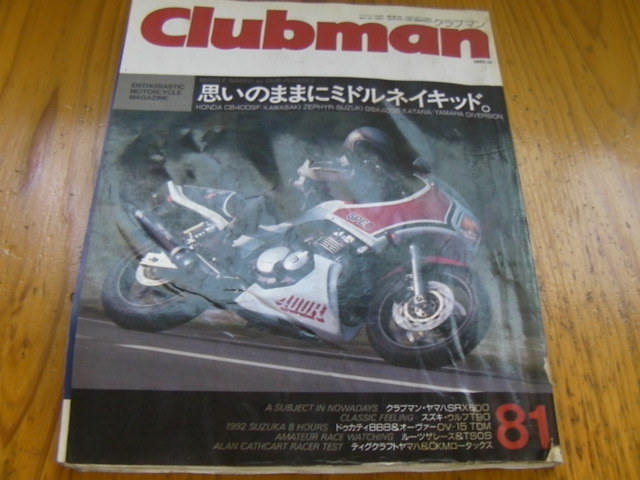 Clubman
クラブマン
ENTHUSIASTIC
MOTORCYCLE
MAGAZINE
思いのままにミドルネイキッド。
HONDA CB400SF KAWASAKI ZEPHYR SUZUKI GSX400S KATANA YAMAHA DIVERSION
400R
A SUBJECT IN NOWADAYS クラブマン・ヤマハSRX600
CLASSIC FEELING スズキ・ウルフT90
1992 SUZUKA 8 HOURS ドゥカティ888&オーヴァーOV-15 TDM
AMATEUR RACE WATCHING ルーツザレース&TSOS
ALAN CATHCART RACER TEST ティグクラフトヤマハ&OKMロータックス
81